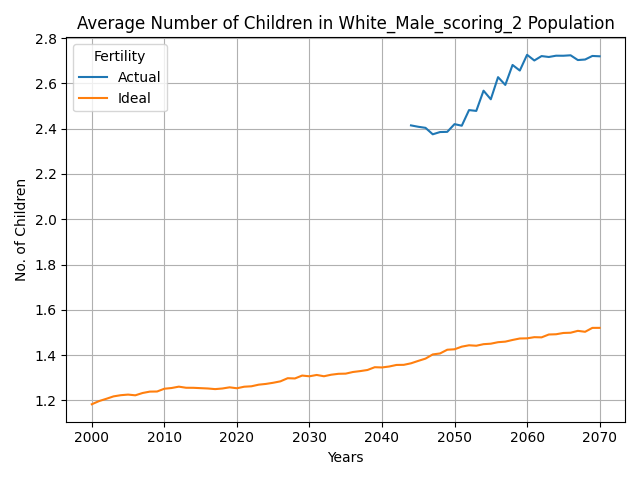 Average Number of Children in White_Male_scoring_2 Population
Fertility
Actual
Ideal
No. of Children
2.8
2.6
2.4
2.2
2.0
1.8
1.6
1.4
1.2
2000 2010 2020 2030 2040 2050 2060 2070
Years